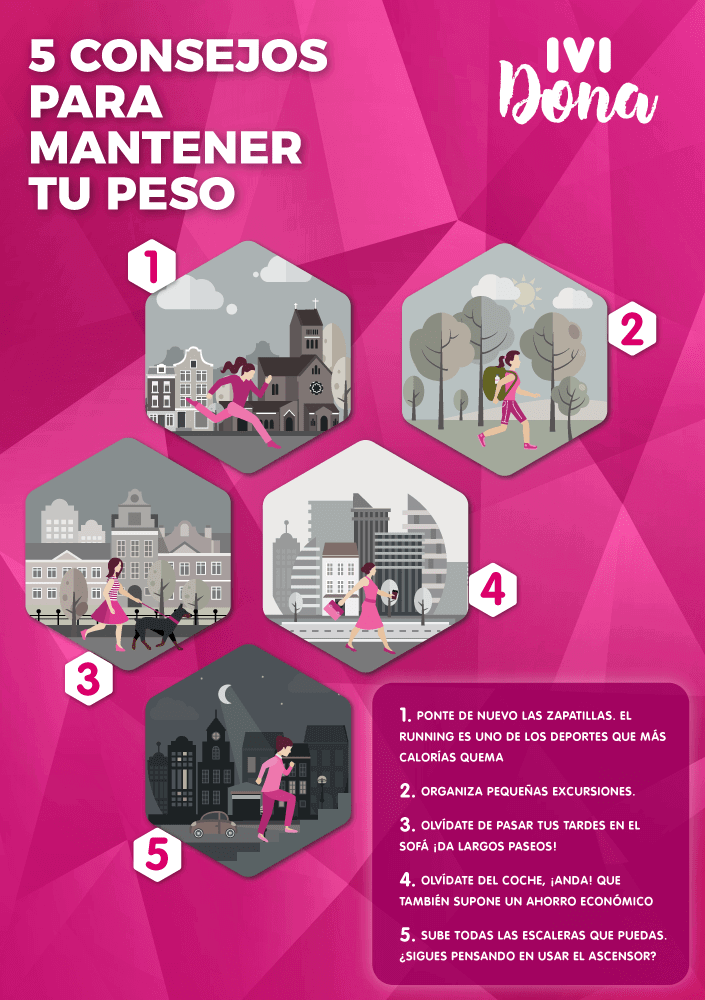 5 CONSEJOS
PARA
MANTENER
TU PESO
IVI
Dona
1
2
3
4
5
1. PONTE DE NUEVO LAS ZAPATILLAS. EL
RUNNING ES UNO DE LOS DEPORTES QUE MÁS
CALORÍAS QUEMA
2. ORGANIZA PEQUEÑAS EXCURSIONES.
3. OLVÍDATE DE PASAR TUS TARDES EN EL
SOFÁ ¡DA LARGOS PASEOS!
4. OLVÍDATE DEL COCHE, ¡ANDA! QUE
TAMBIÉN SUPONE UN AHORRO ECONÓMICO
5. SUBE TODAS LAS ESCALERAS QUE PUEDAS.
¿SIGUES PENSANDO EN USAR EL ASCENSOR?